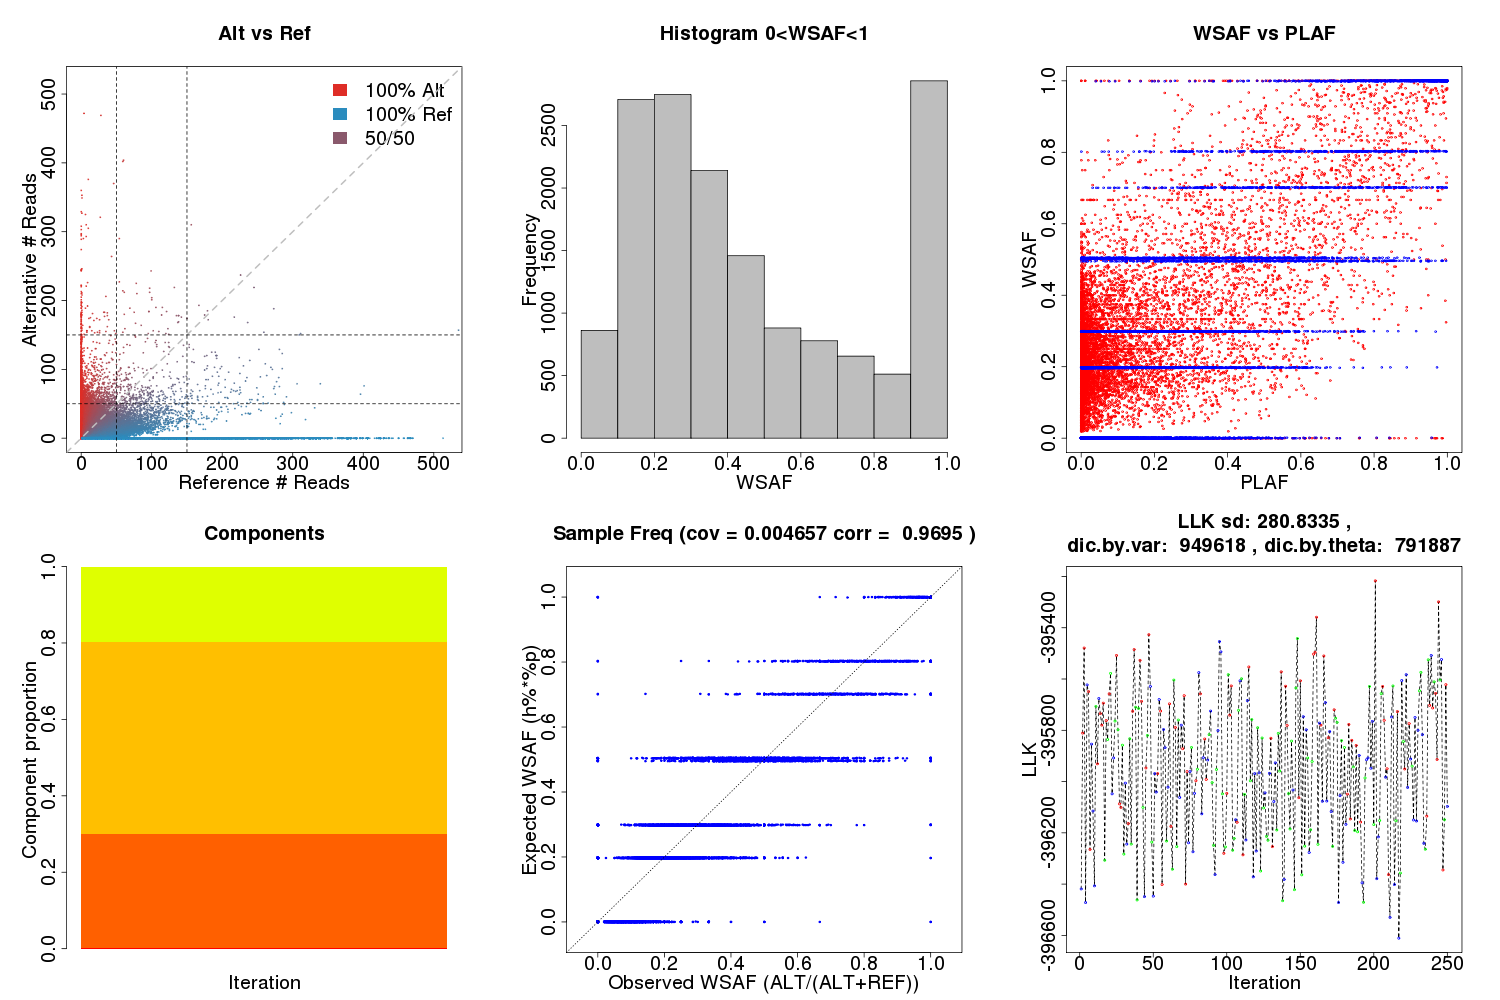 Alt vs Ref
100% Alt
100% Ref
50/50
Alternative # Reads
0 100 200 300 400 500
0 100 200 300 400 500
Reference # Reads
Histogram 0<WSAF<1
Frequency
0 500 1000 1500 2000 2500
0.0 0.2 0.4 0.6 0.8 1.0
WSAF
WSAF vs PLAF
WSAF
0.0 0.2 0.4 0.6 0.8 1.0
0.0 0.2 0.4 0.6 0.8 1.0
PLAF
Components
Component proportion
0.0 0.2 0.4 0.6 0.8 1.0
Iteration
Sample Freq (cov = 0.004657 corr = 0.9695 )
Expected WSAF (h%*%p)
0.0 0.2 0.4 0.6 0.8 1.0
0.0 0.2 0.4 0.6 0.8 1.0
Observed WSAF (ALT/(ALT+REF))
LLK sd: 280.8335 ,
dic.by.var: 949618 , dic.by.theta: 791887
LLK
-396600 -396200 -395800 -395400
0 50 100 150 200 250
Iteration